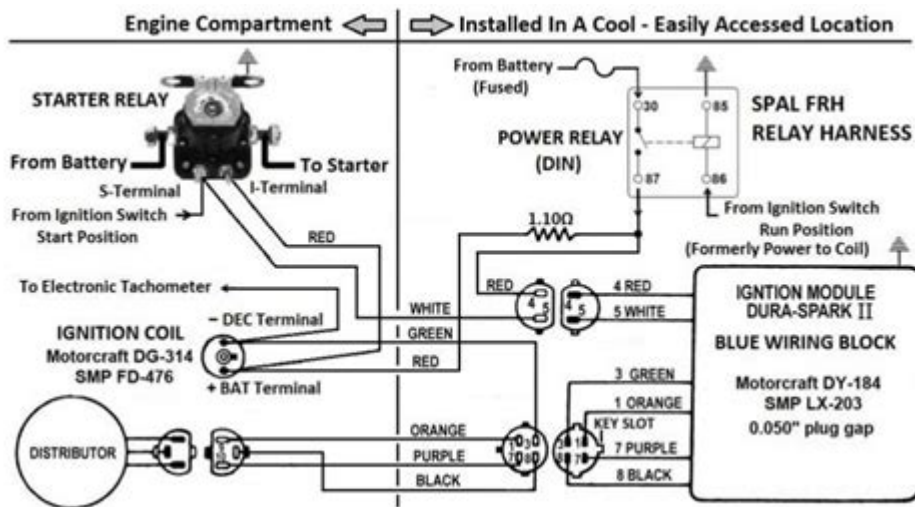 Engine Compartment
Installed In A Cool - Easily Accessed Location
From Battery
(Fused)
STARTER RELAY
30
85
SPAL FRH
RELAY HARNESS
POWER RELAY
(DIN)
From Battery
To Starter
87
86
S-Terminal
I-Terminal
From Ignition Switch
Start Position
1.10Ω
From Ignition Switch
Run Position
(Formerly Power to Coil)
RED
To Electronic Tachometer
RED
4
5
4
5
4 RED
5 WHITE
IGNTION MODULE
DURA-SPARK II
WHITE
– DEC Terminal
GREEN
IGNITION COIL
Motorcraft DG-314
SMP FD-476
BLUE WIRING BLOCK
RED
+ BAT Terminal
3 GREEN
Motorcraft DY-184
SMP LX-203
0.050" plug gap
1 ORANGE
KEY SLOT
ORANGE
DISTRIBUTOR
7 PURPLE
PURPLE
BLACK
8 BLACK